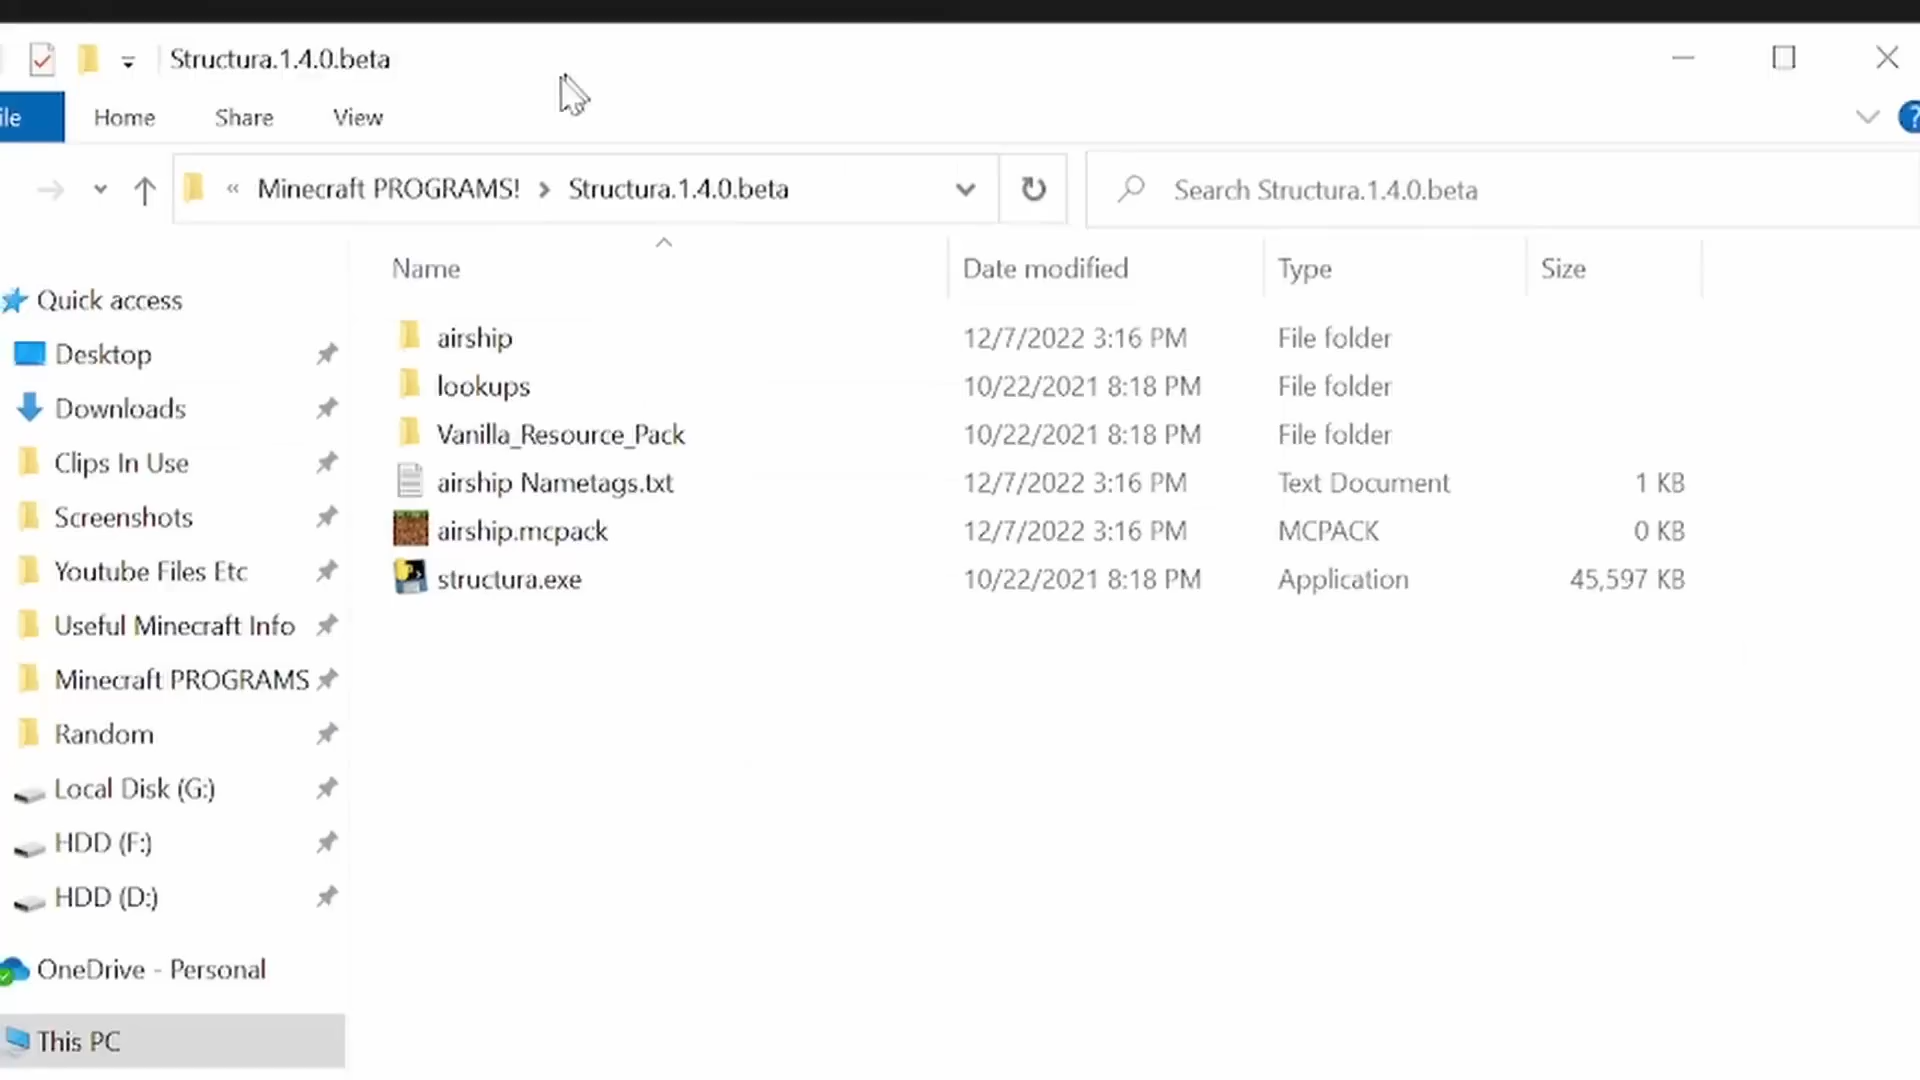 Structura.1.4.0.beta
ile Home Share View ?
« Minecraft PROGRAMS! > Structura.1.4.0.beta Search Structura.1.4.0.beta
Name Date modified Type Size
Quick access
Desktop
Downloads
Clips In Use
Screenshots
Youtube Files Etc
Useful Minecraft Info
Minecraft PROGRAMS
Random
Local Disk (G:)
HDD (F:)
HDD (D:)
OneDrive - Personal
This PC
airship 12/7/2022 3:16 PM File folder
lookups 10/22/2021 8:18 PM File folder
Vanilla_Resource_Pack 10/22/2021 8:18 PM File folder
airship Nametags.txt 12/7/2022 3:16 PM Text Document 1 KB
airship.mcpack 12/7/2022 3:16 PM MCPACK 0 KB
structura.exe 10/22/2021 8:18 PM Application 45,597 KB